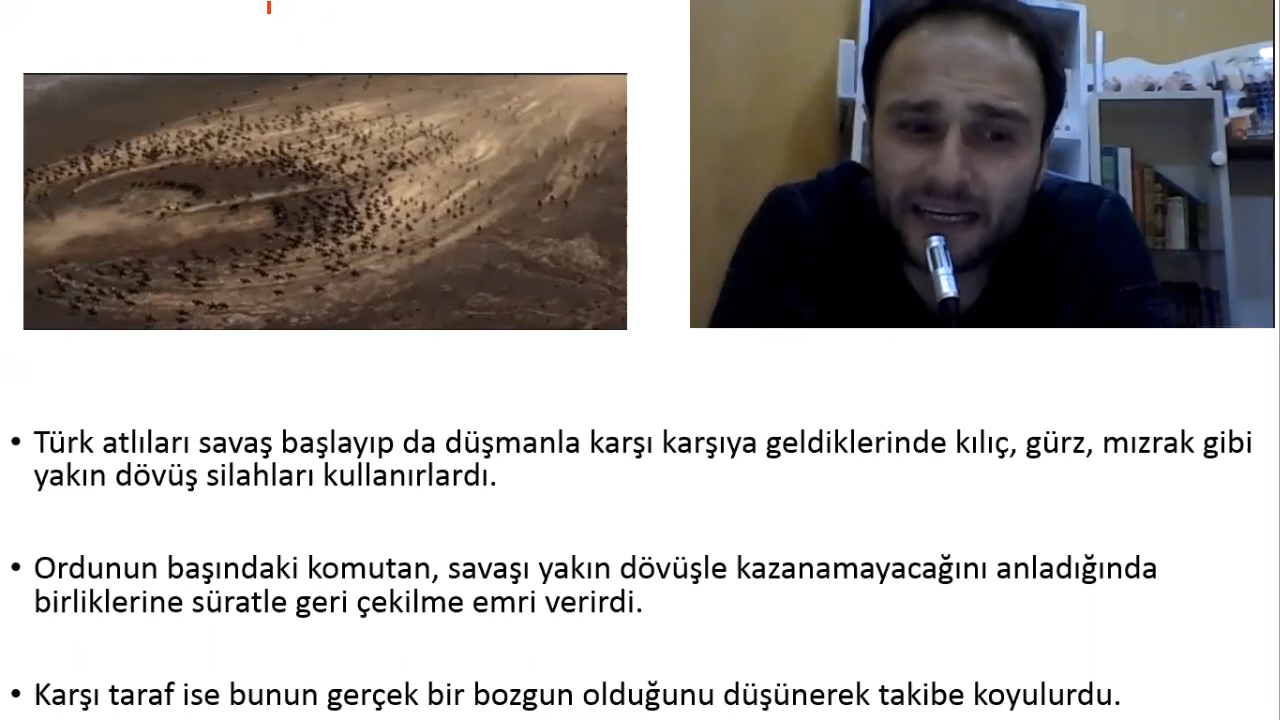 • Türk atlıları savaş başlayıp da düşmanla karşı karşıya geldiklerinde kılıç, gürz, mızrak gibi
yakın dövüş silahları kullanırlardı.
• Ordunun başındaki komutan, savaşı yakın dövüşle kazanamayacağını anladığında
birliklerine süratle geri çekilme emri verirdi.
• Karşı taraf ise bunun gerçek bir bozgun olduğunu düşünerek takibe koyulurdu.